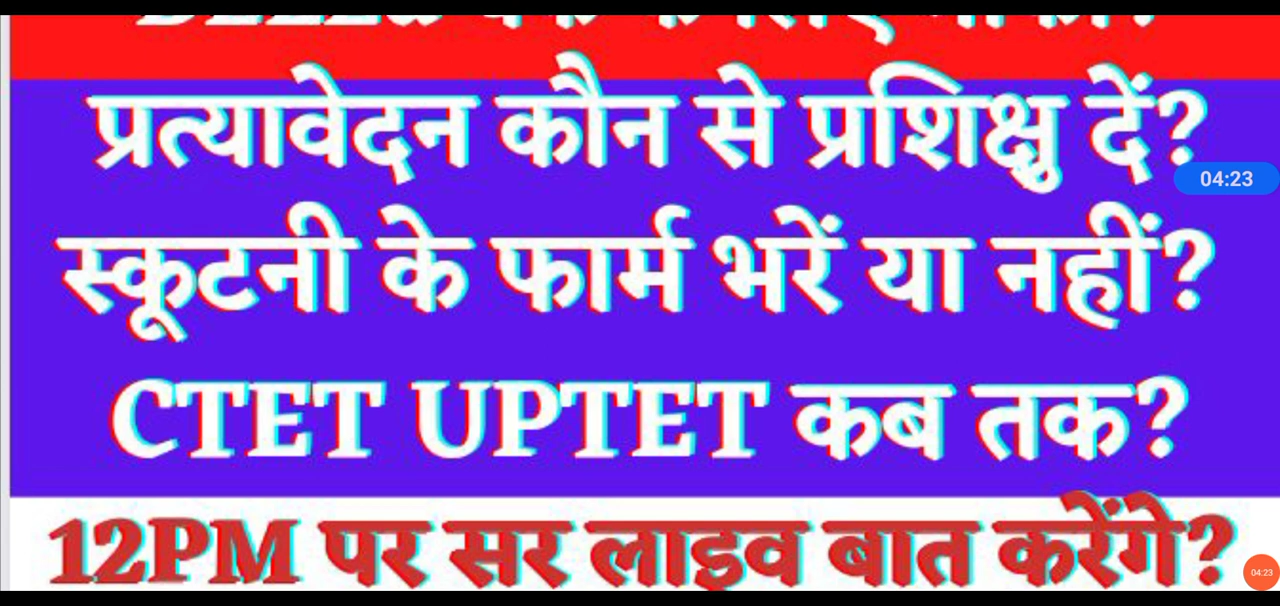 प्रत्यावेदन कौन से प्रशिक्षु दें?
04:23
स्कूटनी के फार्म भरें या नहीं?
CTET UPTET कब तक?
12PM पर सर लाइव बात करेंगे?
04:23